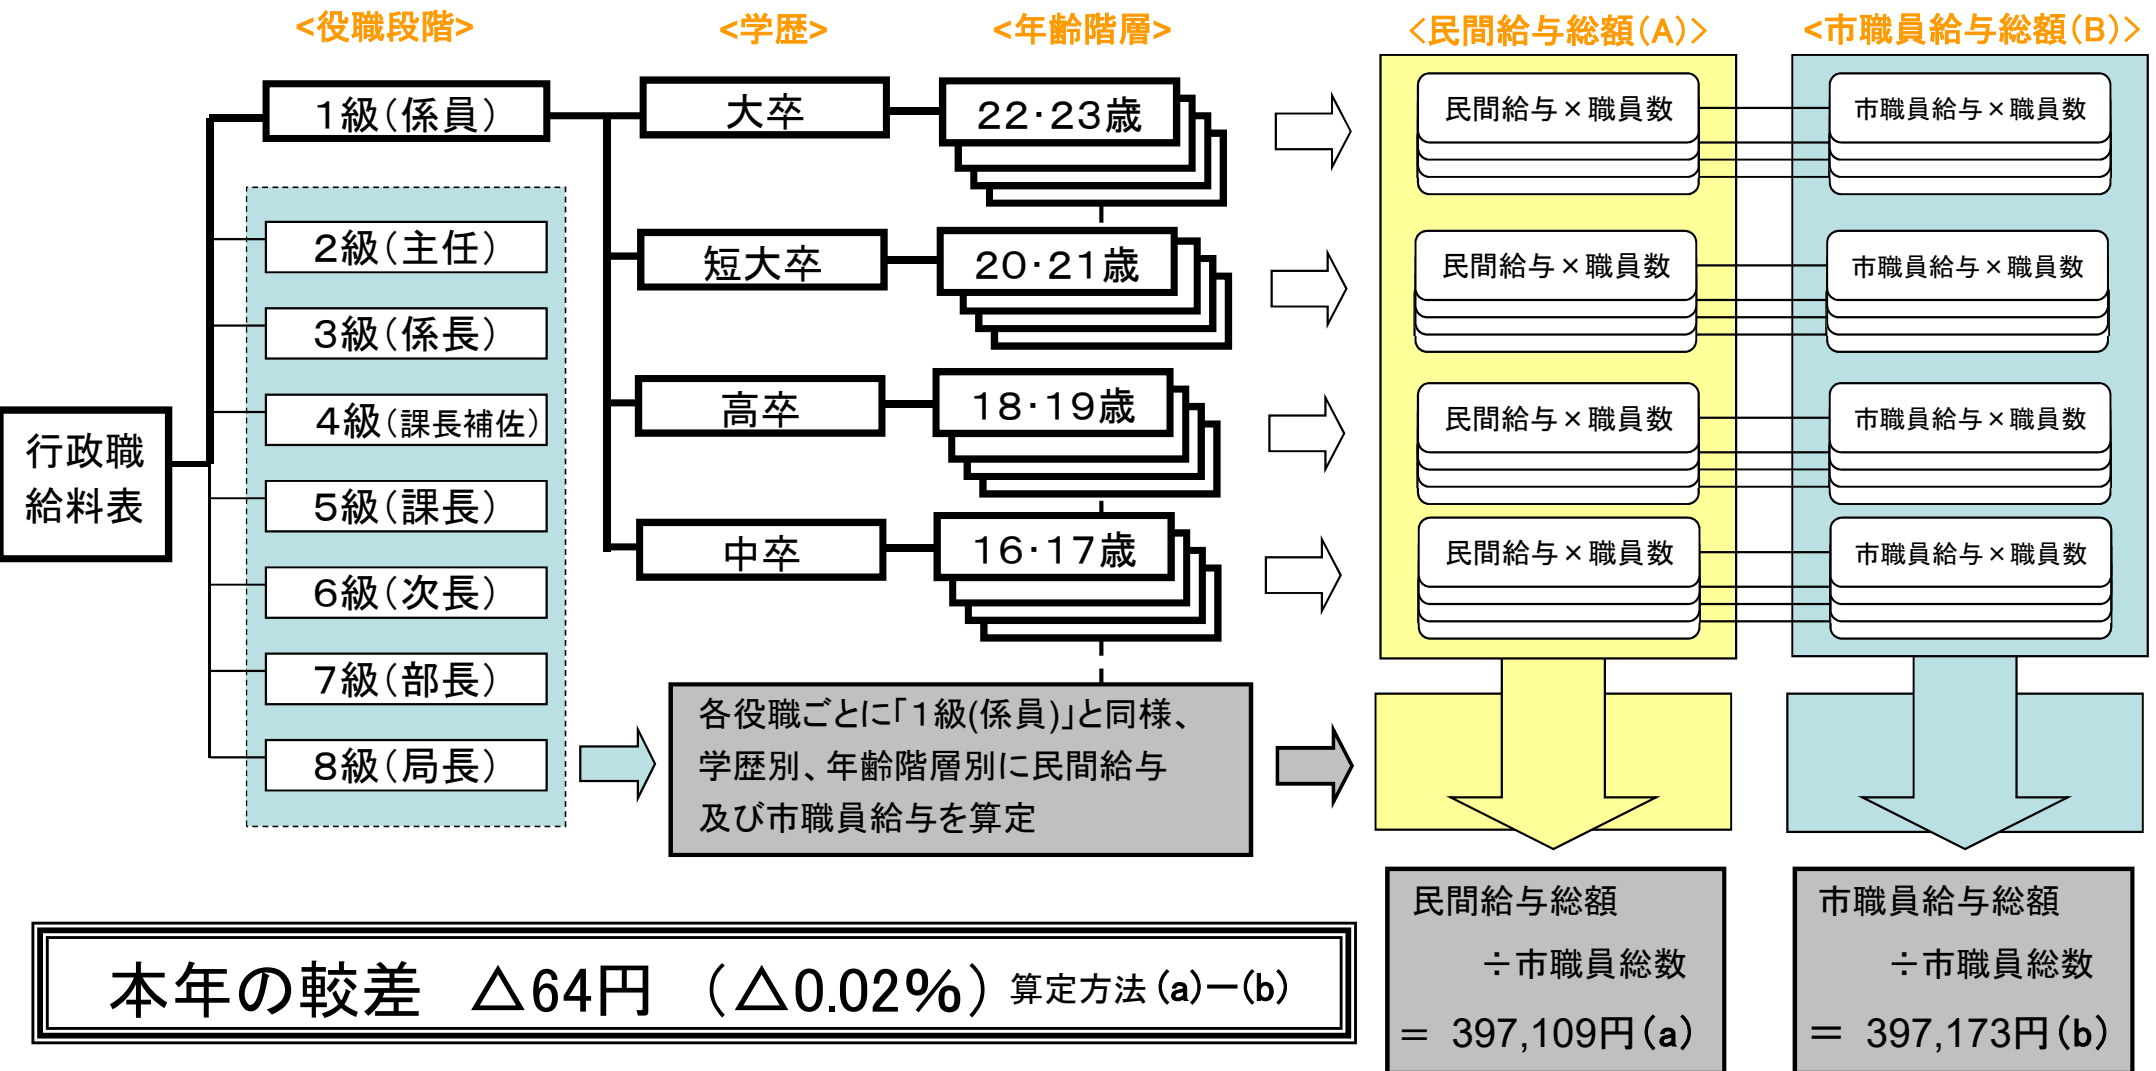 <役職段階>
<学歴>
<年齢階層>
<民間給与総額(A)>
<市職員給与総額(B)>
行政職
給料表
1級(係員)
2級(主任)
3級(係長)
4級(課長補佐)
5級(課長)
6級(次長)
7級(部長)
8級(局長)
大卒
22・23歳
民間給与×職員数
市職員給与×職員数
短大卒
20・21歳
民間給与×職員数
市職員給与×職員数
高卒
18・19歳
民間給与×職員数
市職員給与×職員数
中卒
16・17歳
民間給与×職員数
市職員給与×職員数
各役職ごとに「1級(係員)」と同様、
学歴別、年齢階層別に民間給与
及び市職員給与を算定
民間給与総額
÷市職員総数
= 397,109円(a)
市職員給与総額
÷市職員総数
= 397,173円(b)
本年の較差 △64円 (△0.02%) 算定方法(a)ー(b)